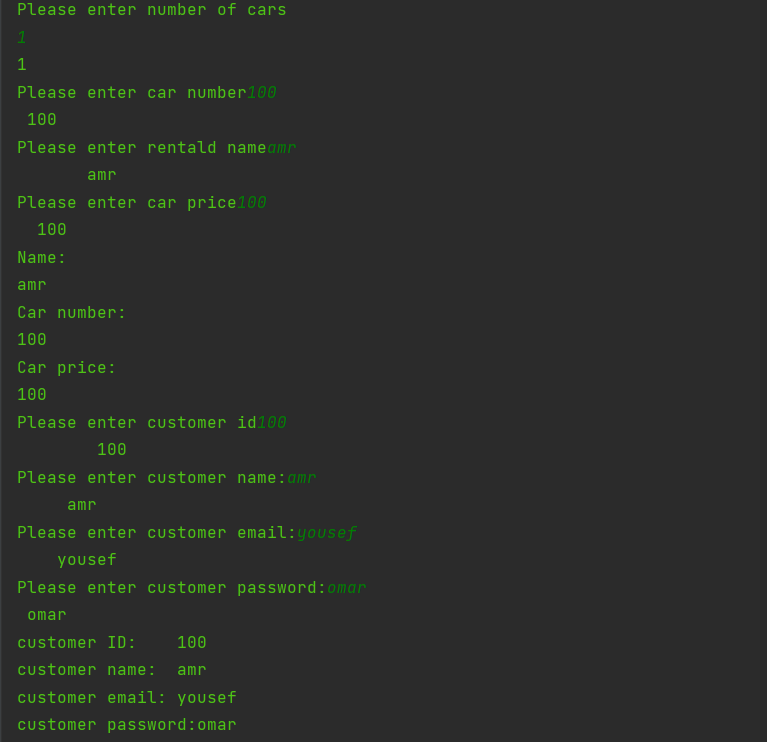 Please enter number of cars
1
1
Please enter car number100
 100
Please enter rentald nameamr
       amr
Please enter car price100
  100
Name:
amr
Car number:
100
Car price:
100
Please enter customer id100
        100
Please enter customer name:amr
     amr
Please enter customer email:yousef
    yousef
Please enter customer password:omar
 omar
customer ID:    100
customer name:  amr
customer email: yousef
customer password:omar